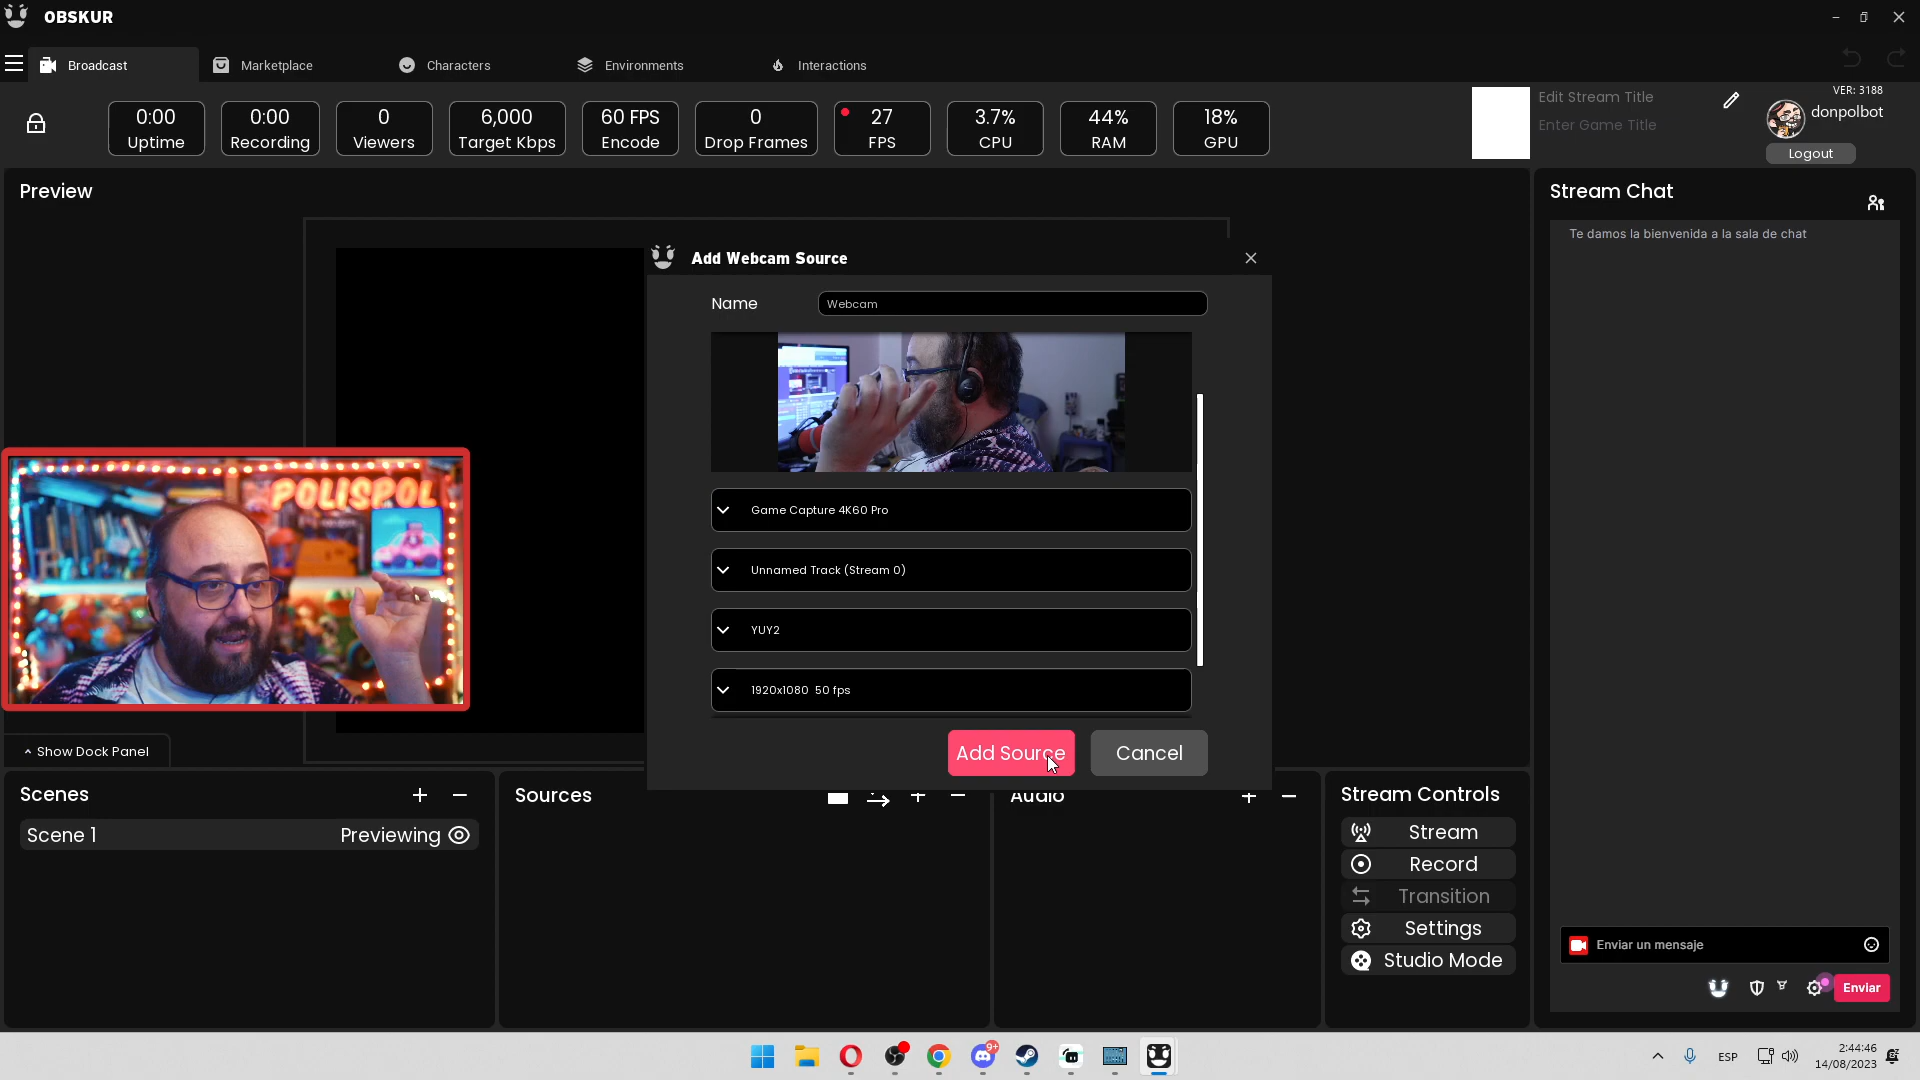 OBSKUR
Broadcast
Marketplace
Characters
Environments
Interactions
0:00
Uptime
0:00
Recording
0
Viewers
6,000
Target Kbps
60 FPS
Encode
0
Drop Frames
27
FPS
3.7%
CPU
44%
RAM
18%
GPU
Edit Stream Title
Enter Game Title
VER: 3188
donpolbot
Logout
Preview
Stream Chat
Te damos la bienvenida a la sala de chat
Add Webcam Source
Name
Webcam
Game Capture 4K60 Pro
Unnamed Track (Stream 0)
YUY2
1920x1080 50 fps
Add Source
Cancel
POLISPOL
^ Show Dock Panel
Scenes
Scene 1
Previewing
Sources
Audio
Stream Controls
Stream
Record
Transition
Settings
Studio Mode
Enviar un mensaje
Enviar
9+
ESP
2:44:46
14/08/2023